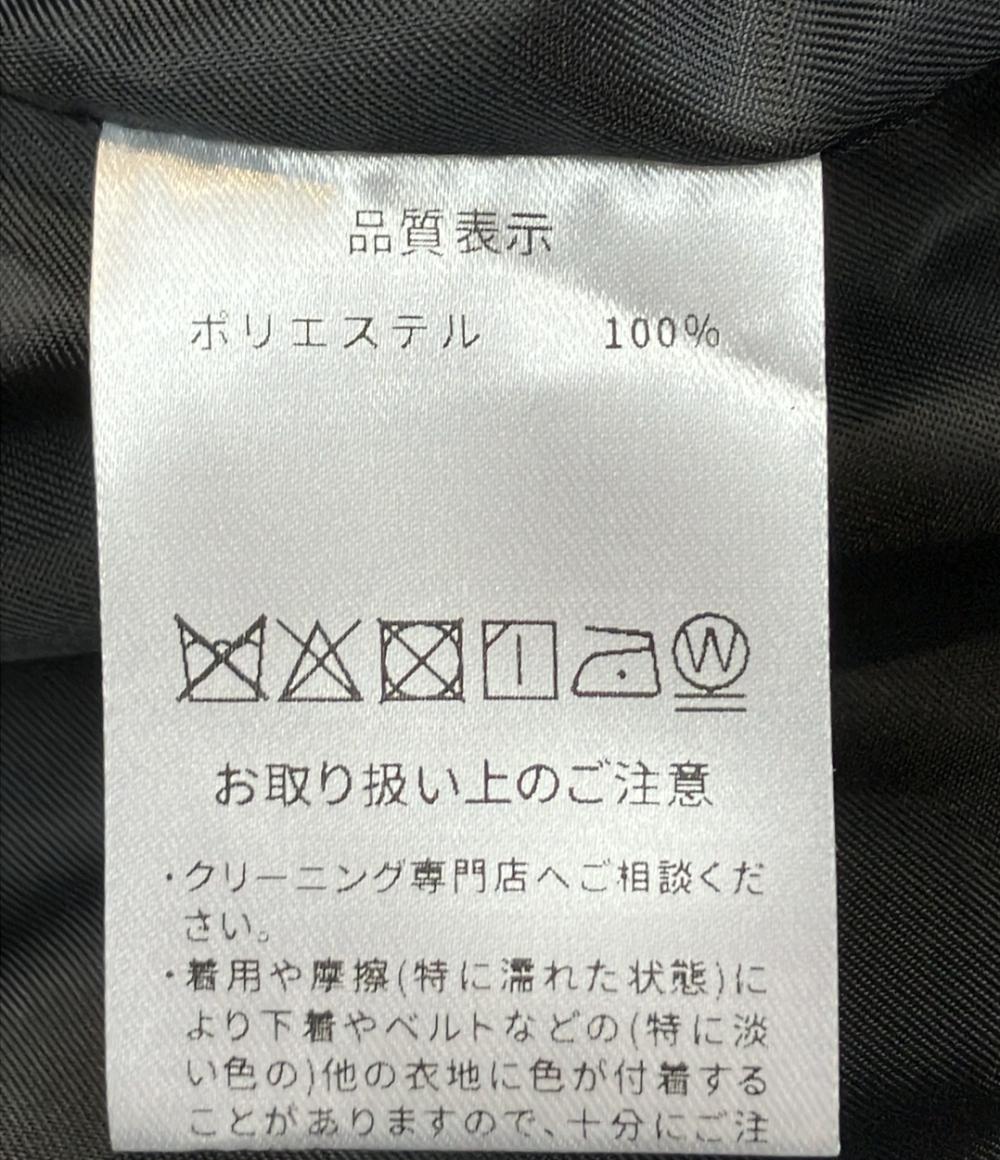 品質表示
ポリエステル 100%
W
お取り扱い上のご注意
・クリーニング専門店へご相談くだ
さい。
・着用や摩擦(特に濡れた状態)に
より下着やベルトなどの(特に淡
い色の)他の衣地に色が付着する
ことがありますので、十分にご注